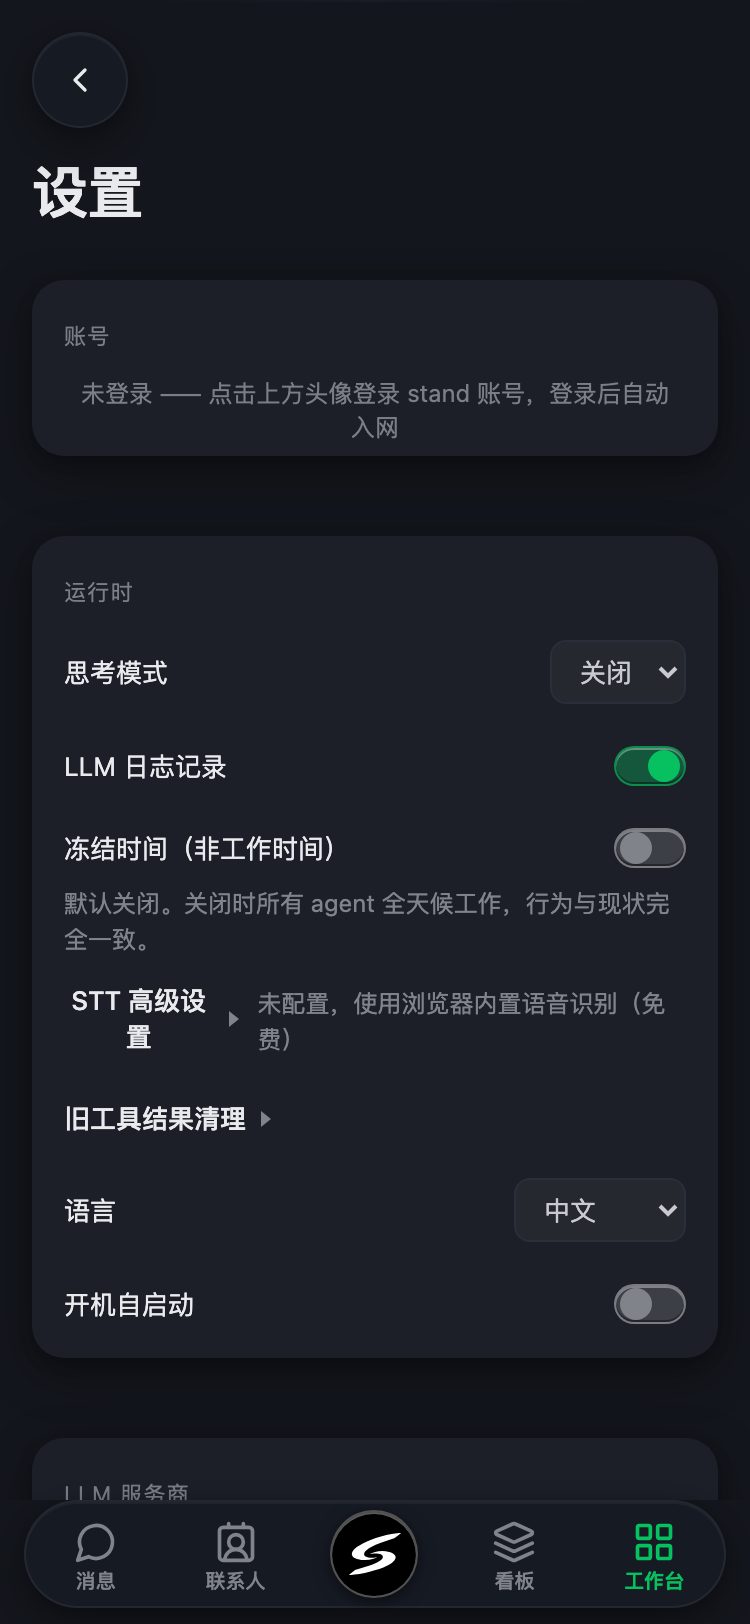 设置
账号
未登录 —— 点击上方头像登录 stand 账号，登录后自动
入网
运行时
思考模式
关闭
LLM 日志记录
冻结时间（非工作时间）
默认关闭。关闭时所有 agent 全天候工作，行为与现状完
全一致。
STT 高级设
置
未配置，使用浏览器内置语音识别（免
费）
旧工具结果清理
语言
中文
开机自启动
LLM 服务商
消息
联系人
看板
工作台